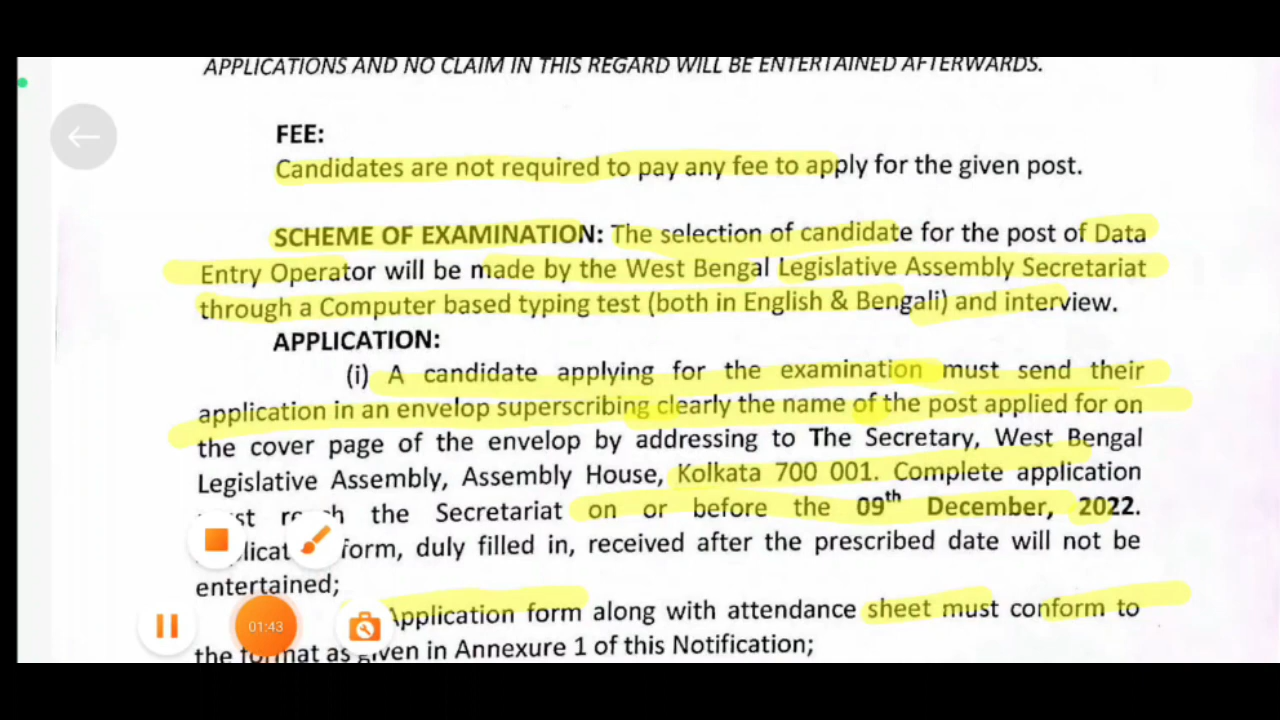 APPLICATIONS AND NO CLAIM IN THIS REGARD WILL BE ENTERTAINED AFTERWARDS.
FEE:
Candidates are not required to pay any fee to apply for the given post.
SCHEME OF EXAMINATION: The selection of candidate for the post of Data
Entry Operator will be made by the West Bengal Legislative Assembly Secretariat
through a Computer based typing test (both in English & Bengali) and interview.
APPLICATION:
(i) A candidate applying for the examination must send their
application in an envelop superscribing clearly the name of the post applied for on
the cover page of the envelop by addressing to The Secretary, West Bengal
Legislative Assembly, Assembly House, Kolkata 700 001. Complete application
the Secretariat on or before the 09th December, 2022.
form, duly filled in, received after the prescribed date will not be
entertained;
Application form along with attendance sheet must conform to
the format as given in Annexure 1 of this Notification;
01:43